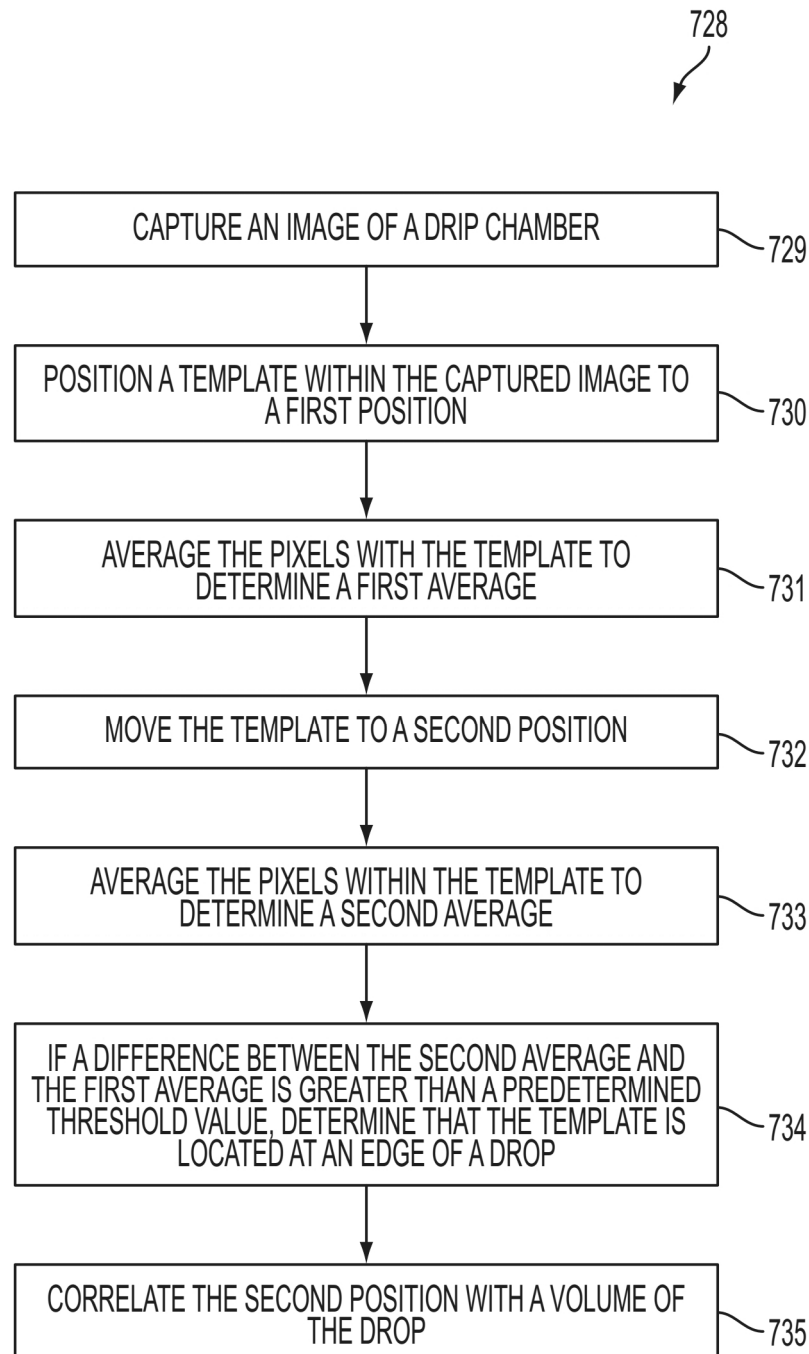 728
CAPTURE AN IMAGE OF A DRIP CHAMBER
729
POSITION A TEMPLATE WITHIN THE CAPTURED IMAGE TO
A FIRST POSITION
730
AVERAGE THE PIXELS WITH THE TEMPLATE TO
DETERMINE A FIRST AVERAGE
731
MOVE THE TEMPLATE TO A SECOND POSITION
732
AVERAGE THE PIXELS WITHIN THE TEMPLATE TO
DETERMINE A SECOND AVERAGE
733
IF A DIFFERENCE BETWEEN THE SECOND AVERAGE AND
THE FIRST AVERAGE IS GREATER THAN A PREDETERMINED
THRESHOLD VALUE, DETERMINE THAT THE TEMPLATE IS
LOCATED AT AN EDGE OF A DROP
734
CORRELATE THE SECOND POSITION WITH A VOLUME OF
THE DROP
735